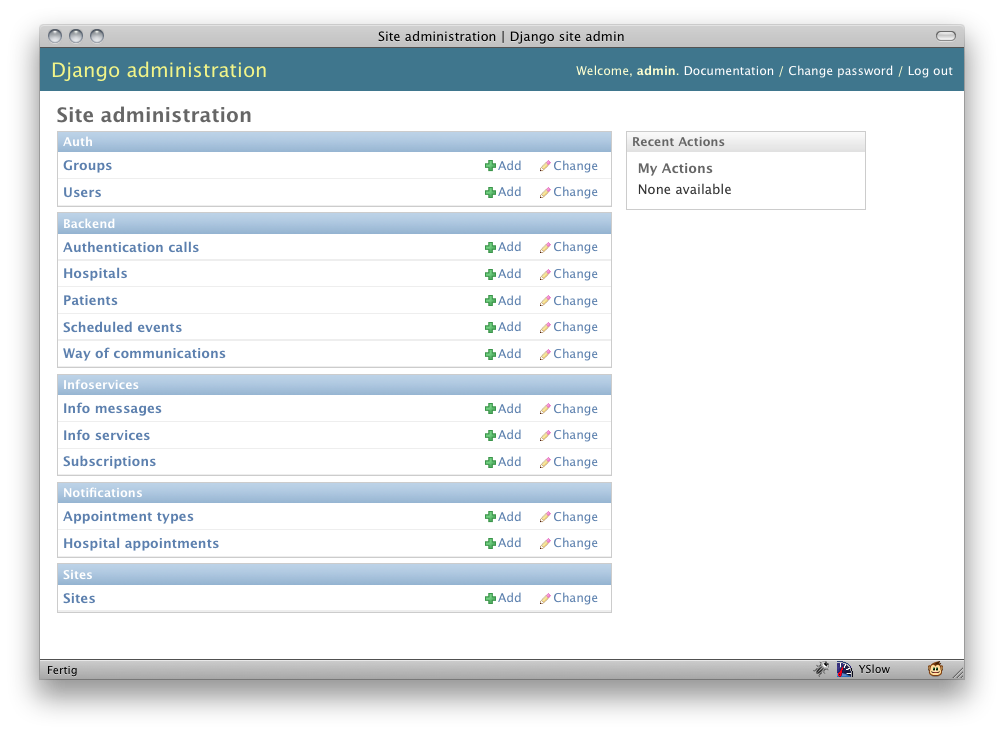 Site administration | Django site admin
Django administration
Welcome, admin. Documentation / Change password / Log out
Site administration
Auth
Groups Add Change
Users Add Change
Backend
Authentication calls Add Change
Hospitals Add Change
Patients Add Change
Scheduled events Add Change
Way of communications Add Change
Infoservices
Info messages Add Change
Info services Add Change
Subscriptions Add Change
Notifications
Appointment types Add Change
Hospital appointments Add Change
Sites
Sites Add Change
Recent Actions
My Actions
None available
Fertig
YSlow